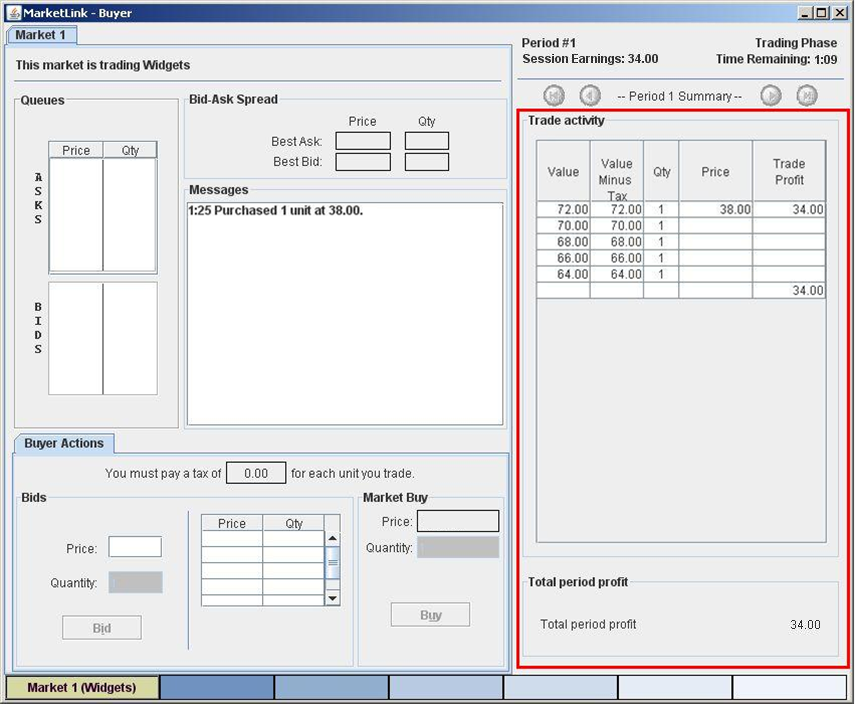 MarketLink - Buyer
Market 1
This market is trading Widgets
Period #1 Trading Phase
Session Earnings: 34.00 Time Remaining: 1:09
-- Period 1 Summary --
Queues
Price Qty
ASKS
BIDS
Bid-Ask Spread
Price Qty
Best Ask:
Best Bid:
Messages
1:25 Purchased 1 unit at 38.00.
Buyer Actions
You must pay a tax of 0.00 for each unit you trade.
Bids
Price:
Quantity:
Bid
Price Qty
Market Buy
Price:
Quantity:
Buy
Trade activity
Value Value Minus Tax Qty Price Trade Profit
72.00 72.00 1 38.00 34.00
70.00 70.00 1
68.00 68.00 1
66.00 66.00 1
64.00 64.00 1
34.00
Total period profit
Total period profit 34.00
Market 1 (Widgets)